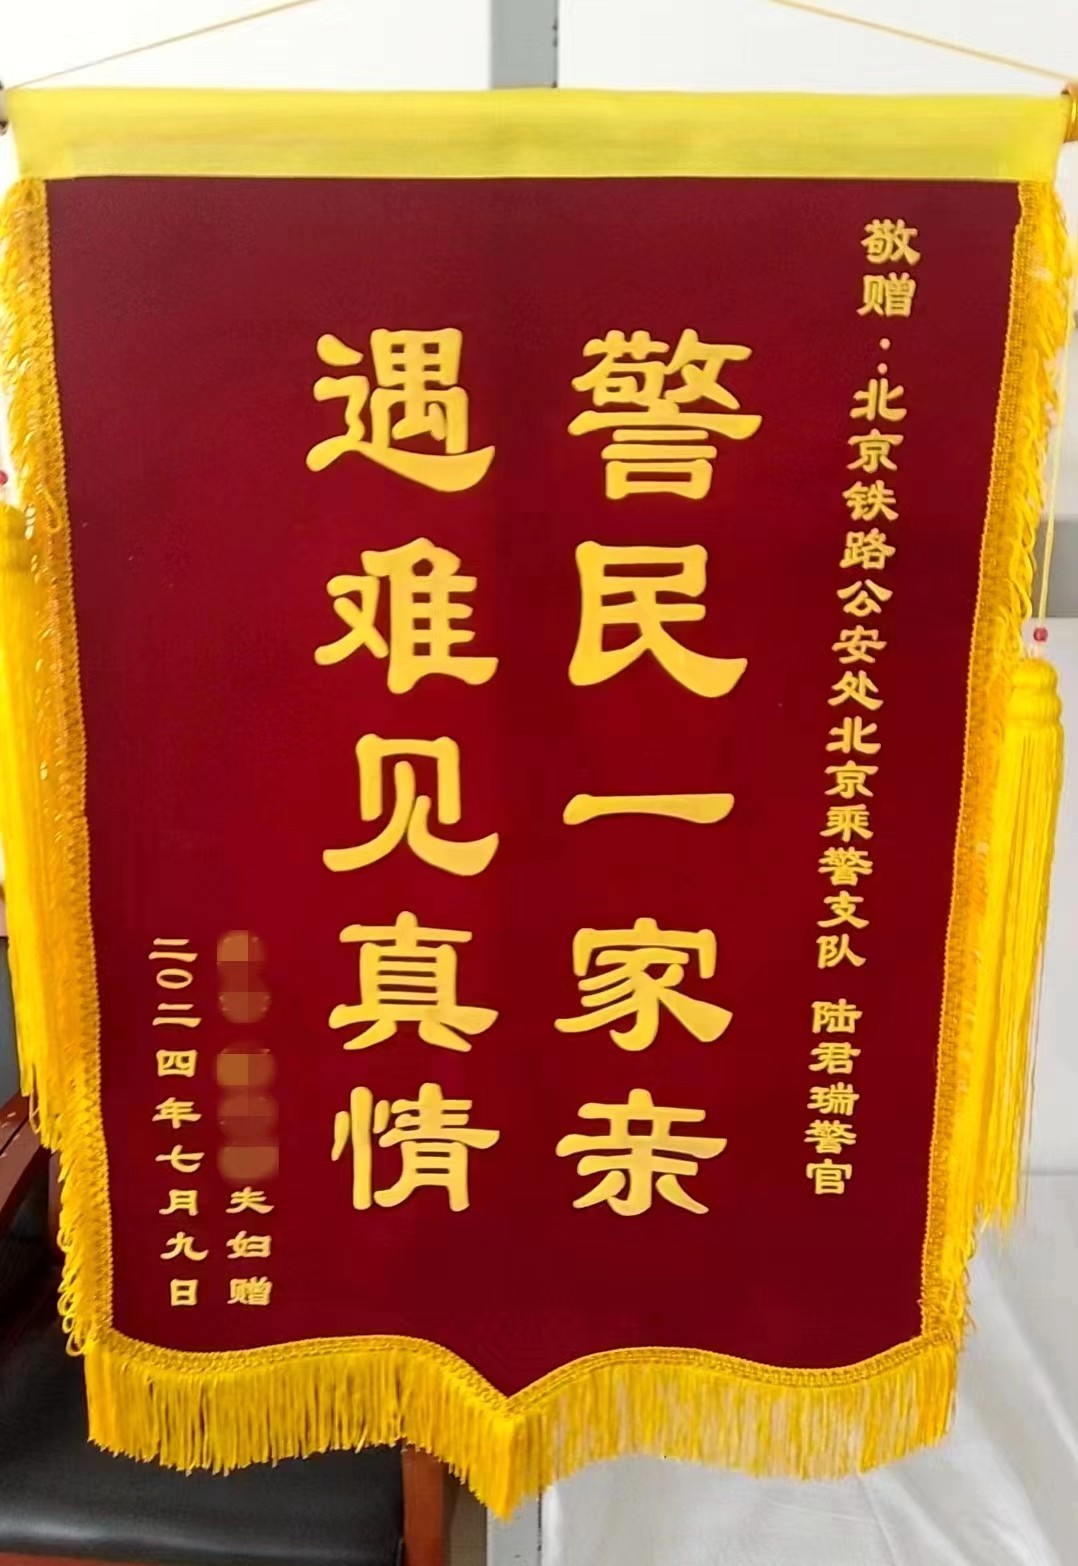 敬赠：北京铁路公安处北京乘警支队 陆君瑞警官
警民一家亲
遇难见真情
夫妇赠
二〇二四年七月九日